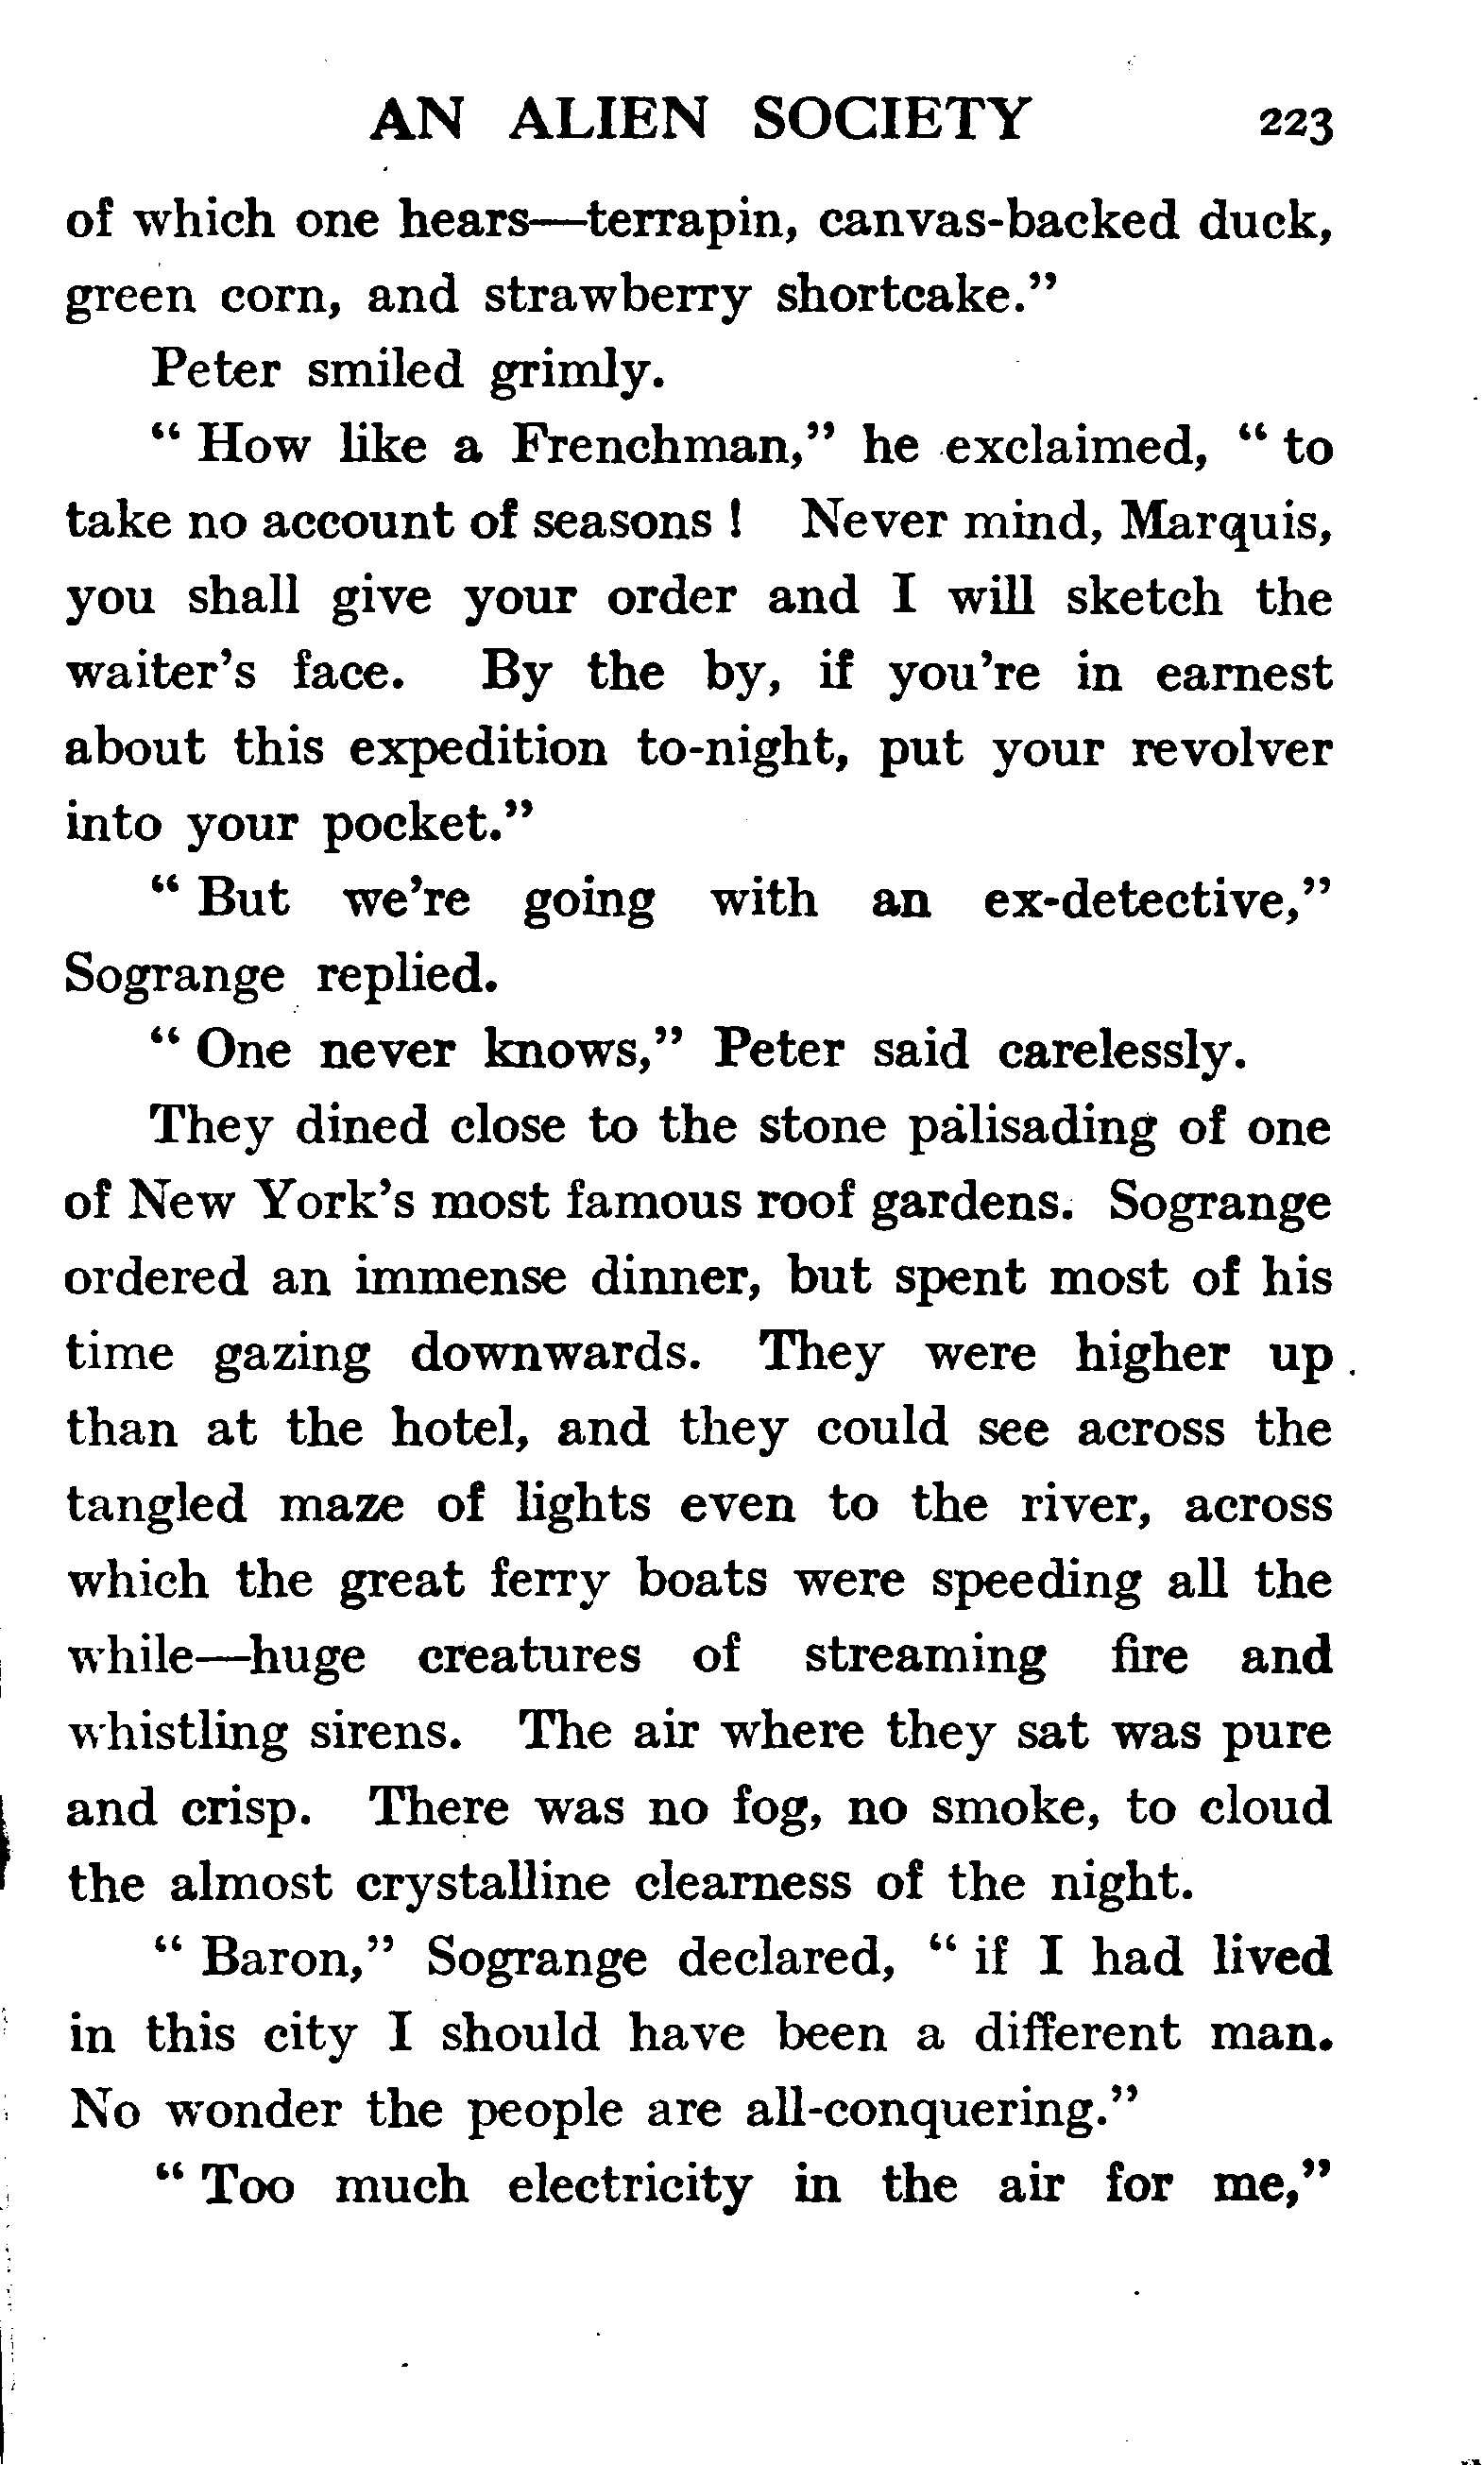 AN ALIEN SOCIETY 223
of which one hears—terrapin, canvas-backed duck,
green corn, and strawberry shortcake."
Peter smiled grimly.
" How like a Frenchman," he exclaimed, " to
take no account of seasons ! Never mind, Marquis,
you shall give your order and I will sketch the
waiter's face. By the by, if you're in earnest
about this expedition to-night, put your revolver
into your pocket."
" But we're going with an ex-detective,"
Sogrange replied.
" One never knows," Peter said carelessly.
They dined close to the stone palisading of one
of New York's most famous roof gardens. Sogrange
ordered an immense dinner, but spent most of his
time gazing downwards. They were higher up
than at the hotel, and they could see across the
tangled maze of lights even to the river, across
which the great ferry boats were speeding all the
while—huge creatures of streaming fire and
whistling sirens. The air where they sat was pure
and crisp. There was no fog, no smoke, to cloud
the almost crystalline clearness of the night.
" Baron," Sogrange declared, " if I had lived
in this city I should have been a different man.
No wonder the people are all-conquering."
" Too much electricity in the air for me,"